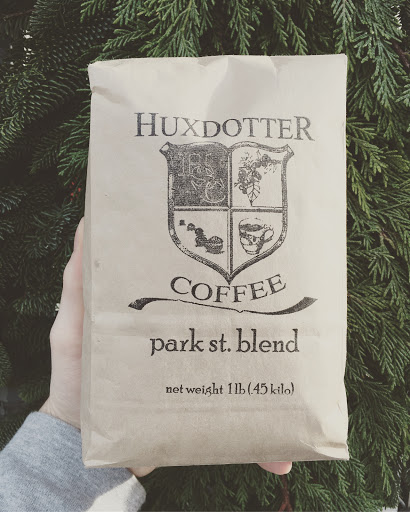 HUXDOTTER
COFFEE
park st. blend
net weight 1 lb (.45 kilo)